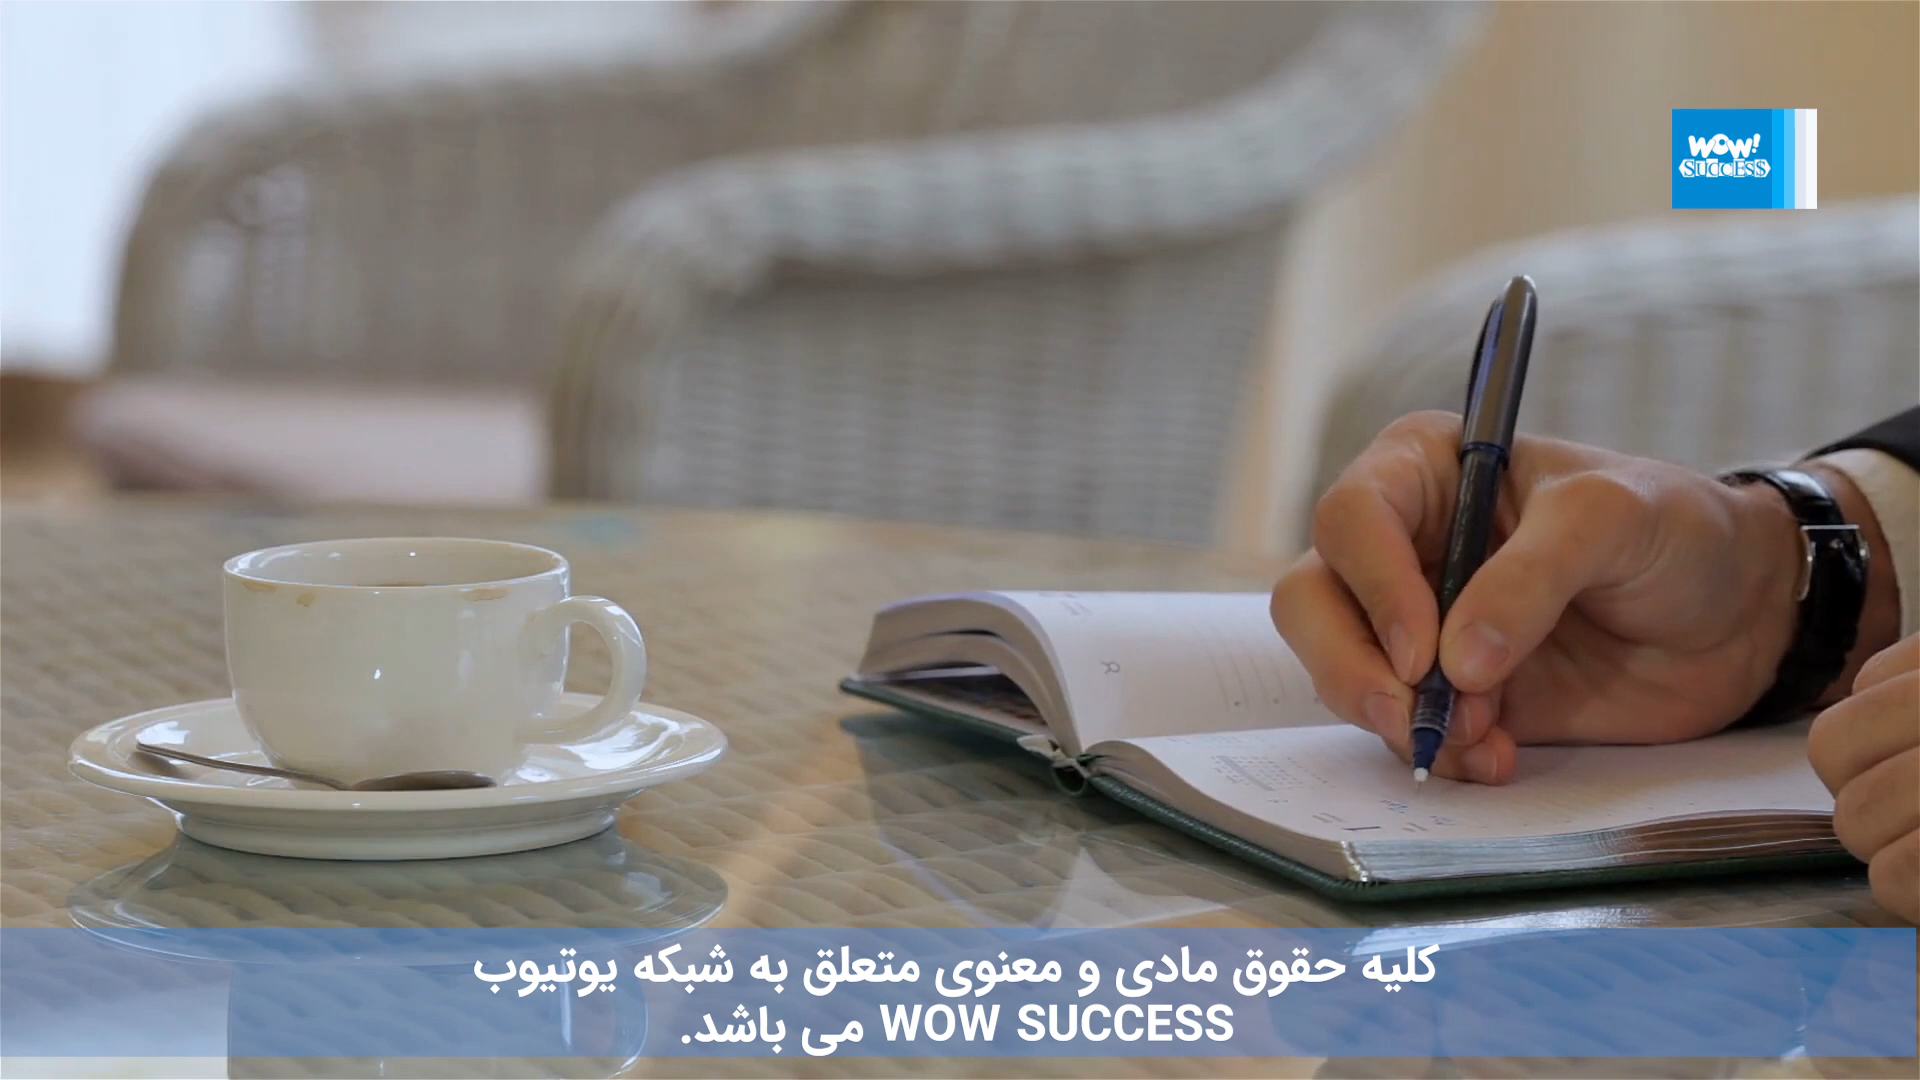 WOW!
SUCCESS
کلیه حقوق مادی و معنوی متعلق به شبکه یوتیوب
WOW SUCCESS می باشد.